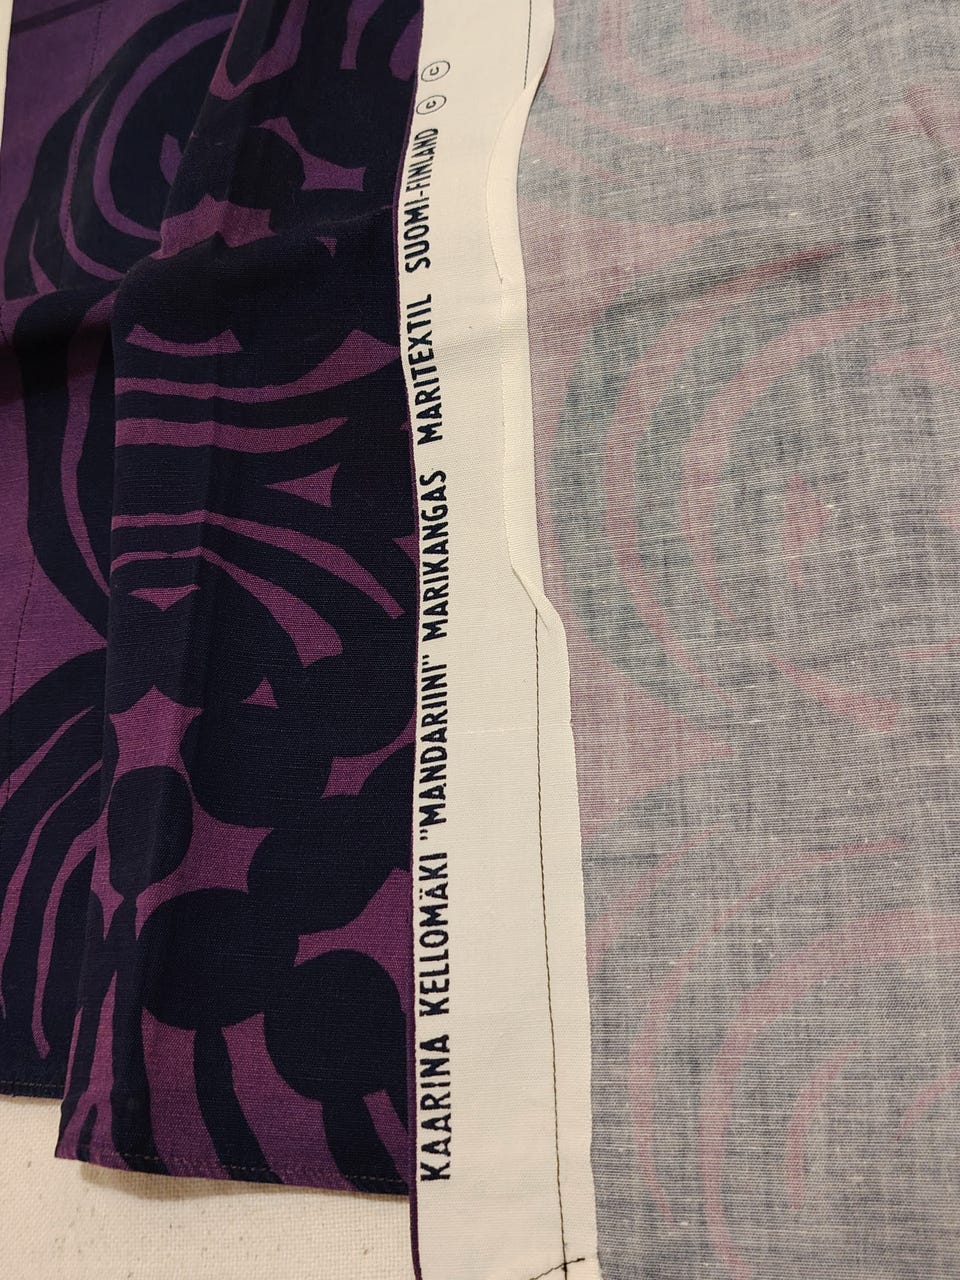 KAARINA KELLOMÄKI "MANDARIINI" MARIKANGAS MARITEXTIL SUOMI-FINLAND © ©